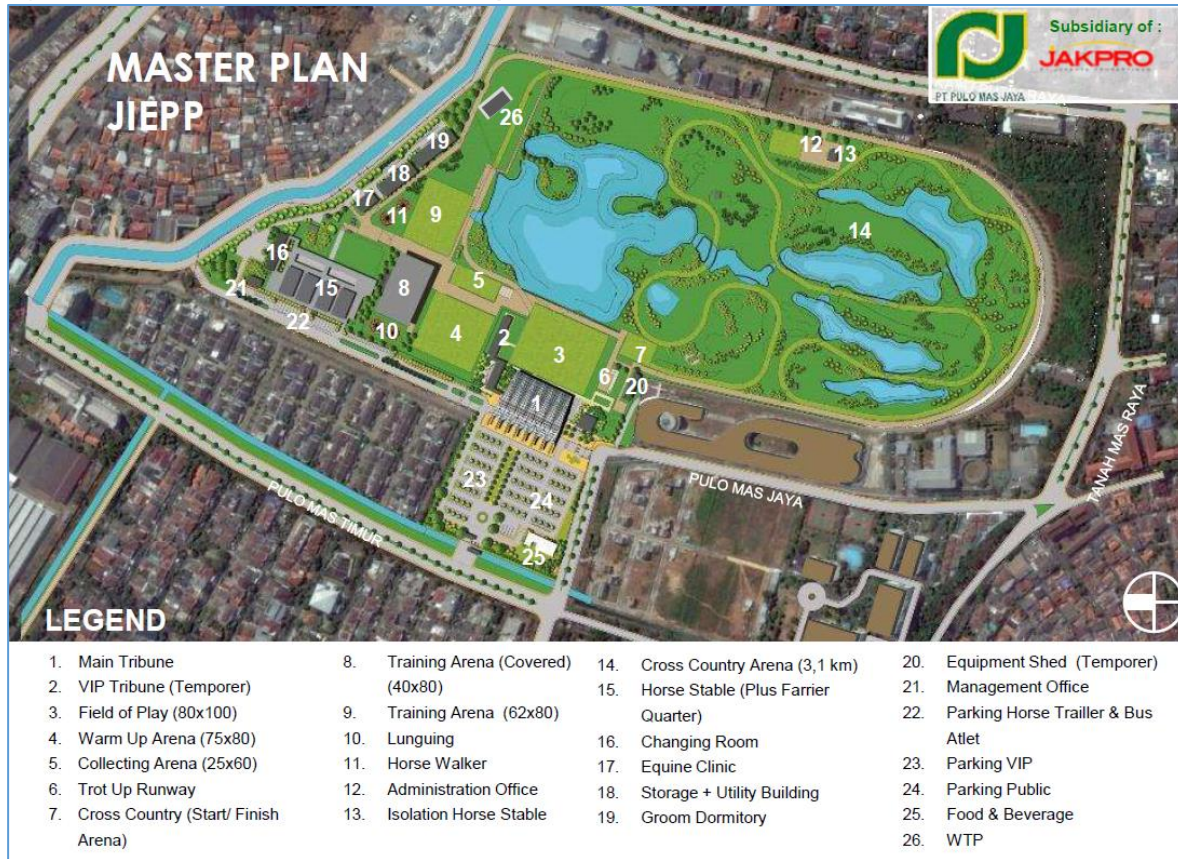 MASTER PLAN
JIEPP
Subsidiary of :
JAKPRO
PT PULO MAS JAYA
26
19
12
13
18
17
11
9
14
16
5
8
15
21
22
10
4
2
3
7
6
20
1
23
24
25
PULO MAS TIMUR
PULO MAS JAYA
TANAH MAS RAYA
LEGEND
1. Main Tribune
2. VIP Tribune (Temporer)
3. Field of Play (80x100)
4. Warm Up Arena (75x80)
5. Collecting Arena (25x60)
6. Trot Up Runway
7. Cross Country (Start/ Finish
Arena)
8. Training Arena (Covered)
(40x80)
9. Training Arena (62x80)
10. Lunguing
11. Horse Walker
12. Administration Office
13. Isolation Horse Stable
14. Cross Country Arena (3,1 km)
15. Horse Stable (Plus Farrier
Quarter)
16. Changing Room
17. Equine Clinic
18. Storage + Utility Building
19. Groom Dormitory
20. Equipment Shed (Temporer)
21. Management Office
22. Parking Horse Trailler & Bus
Atlet
23. Parking VIP
24. Parking Public
25. Food & Beverage
26. WTP